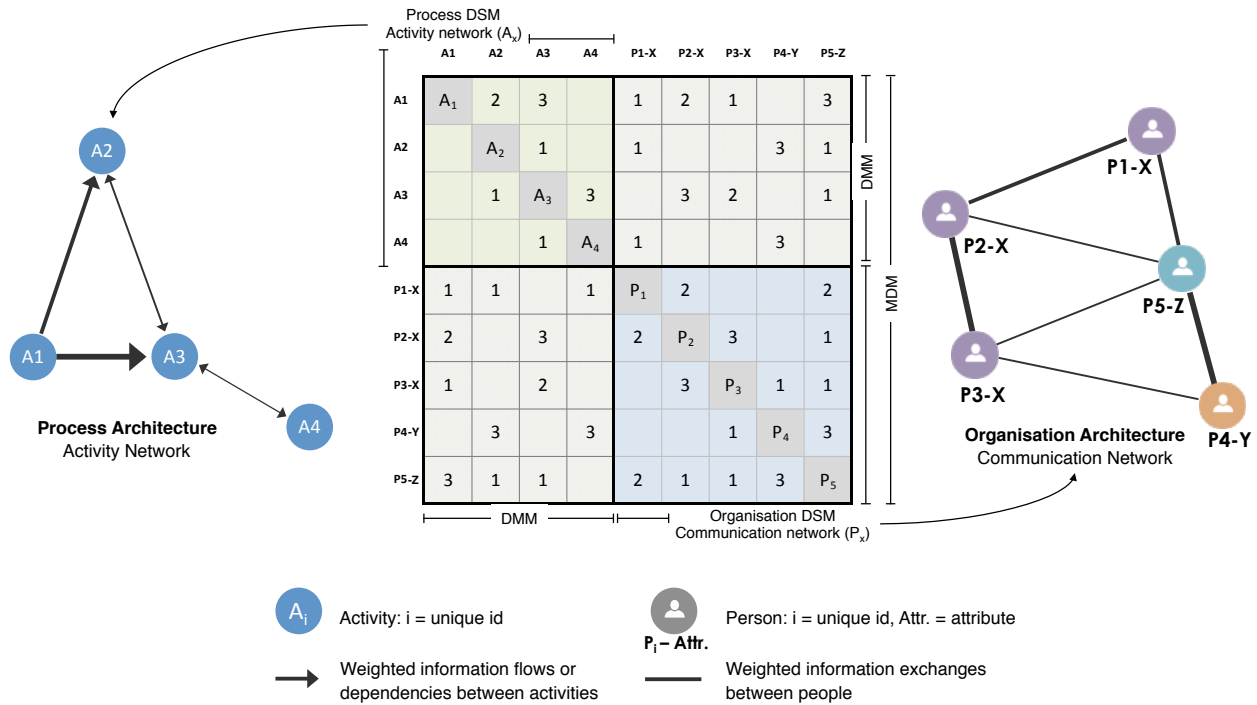 Process DSM
Activity network (Ax)
A1 A2 A3 A4 P1-X P2-X P3-X P4-Y P5-Z
A1 A1 2 3 1 2 1 3
A2 A2 1 1 3 1
A3 1 A3 3 3 2 1
A4 1 A4 1 3
P1-X 1 1 1 P1 2 2
P2-X 2 3 2 P2 3 1
P3-X 1 2 3 P3 1 1
P4-Y 3 3 1 P4 3
P5-Z 3 1 1 2 1 1 3 P5
DMM
MDM
DMM
Organisation DSM
Communication network (Px)
A2
A1
A3
A4
Process Architecture
Activity Network
P1-X
P2-X
P5-Z
P3-X
P4-Y
Organisation Architecture
Communication Network
Ai
Activity: i = unique id
Pi – Attr.
Person: i = unique id, Attr. = attribute
Weighted information flows or
dependencies between activities
Weighted information exchanges
between people